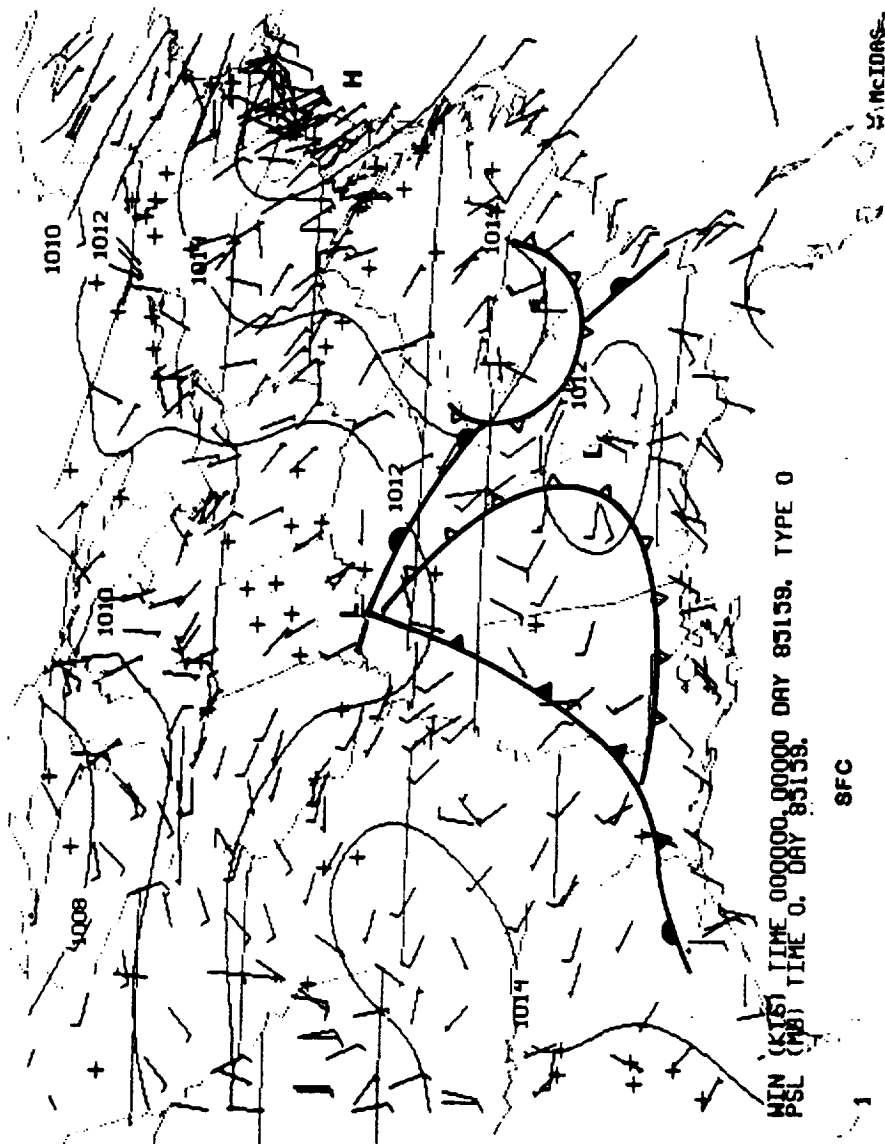 1010
1008
1012
1010
1014
H
L
1012
1014
1014
1012
L
WIN (KTS) TIME 000000,00000 DAY 85159. TYPE 0
PSL (MB) TIME 0. DAY 85159.
SFC
1
McIDAS